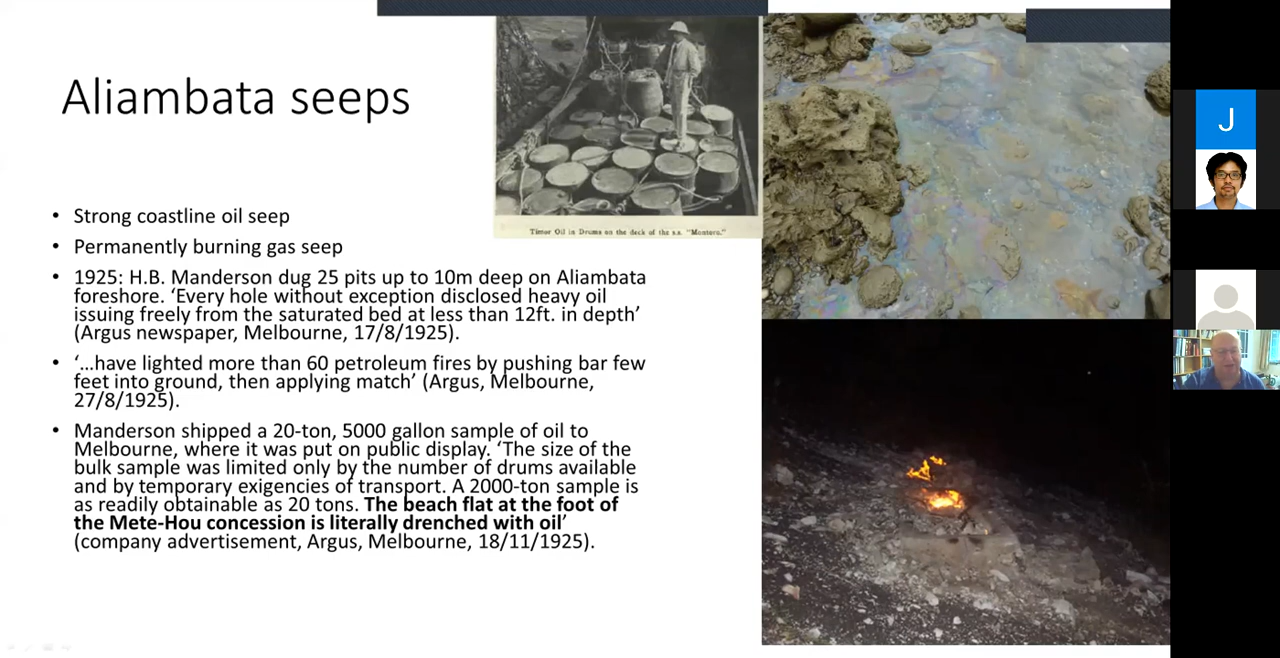 Aliambata seeps
Timor Oil in Drums on the deck of the s.s. "Montoro."
• Strong coastline oil seep
• Permanently burning gas seep
• 1925: H.B. Manderson dug 25 pits up to 10m deep on Aliambata
foreshore. ‘Every hole without exception disclosed heavy oil
issuing freely from the saturated bed at less than 12ft. in depth’
(Argus newspaper, Melbourne, 17/8/1925).
• ‘…have lighted more than 60 petroleum fires by pushing bar few
feet into ground, then applying match’ (Argus, Melbourne,
27/8/1925).
• Manderson shipped a 20-ton, 5000 gallon sample of oil to
Melbourne, where it was put on public display. ‘The size of the
bulk sample was limited only by the number of drums available
and by temporary exigencies of transport. A 2000-ton sample is
as readily obtainable as 20 tons. The beach flat at the foot of
the Mete-Hou concession is literally drenched with oil’
(company advertisement, Argus, Melbourne, 18/11/1925).
J